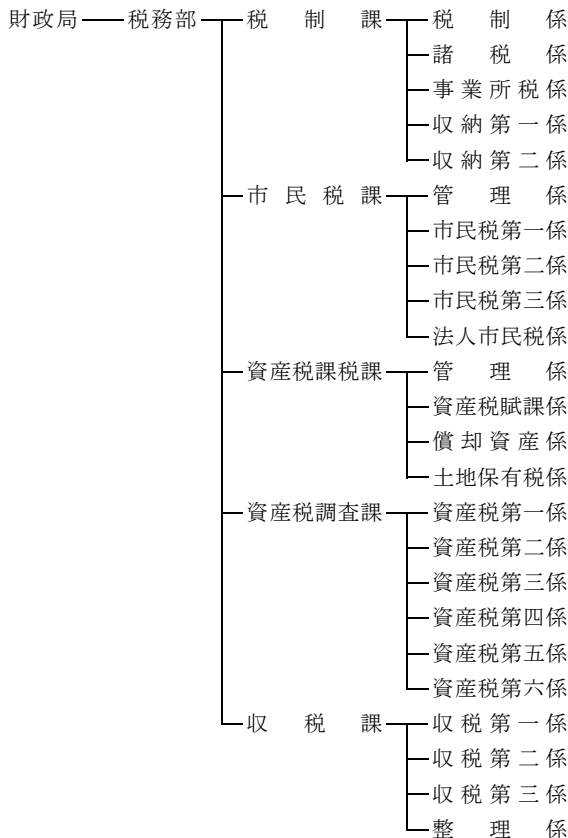 財政局 税務部 税制課 税制係
諸税係
事業所税係
収納第一係
収納第二係
市民税課 管理係
市民税第一係
市民税第二係
市民税第三係
法人市民税係
資産税課税課 管理係
資産税賦課係
償却資産係
土地保有税係
資産税調査課 資産税第一係
資産税第二係
資産税第三係
資産税第四係
資産税第五係
資産税第六係
収税課 収税第一係
収税第二係
収税第三係
整理係